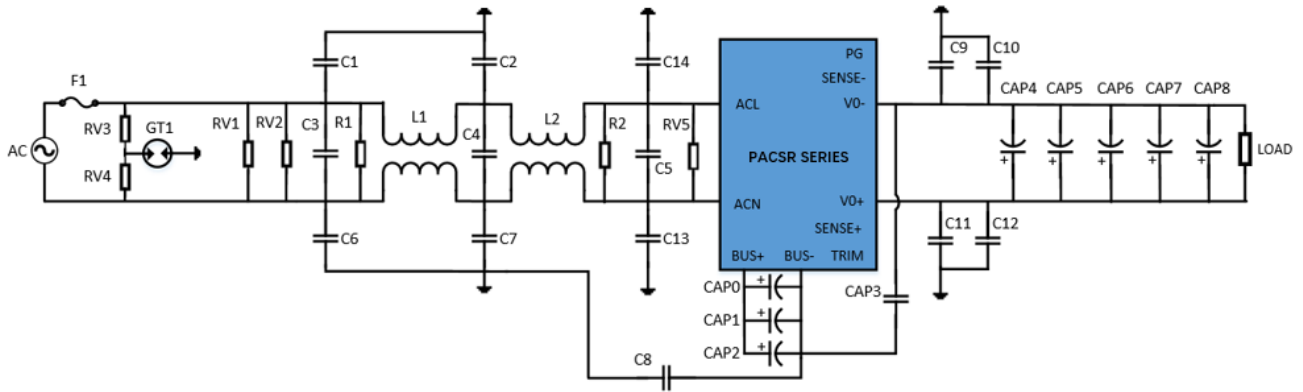 C1
C2
C14
C9
C10
F1
PG
SENSE-
CAP4
CAP5
CAP6
CAP7
CAP8
ACL
V0-
RV3
GT1
RV1
RV2
C3
R1
L1
C4
L2
R2
RV5
AC
PACSR SERIES
LOAD
RV4
C5
ACN
V0+
SENSE+
C6
C7
C13
C11
C12
BUS+
BUS-
TRIM
CAP0
+
CAP3
CAP1
+
CAP2
+
C8
+
+
+
+
+